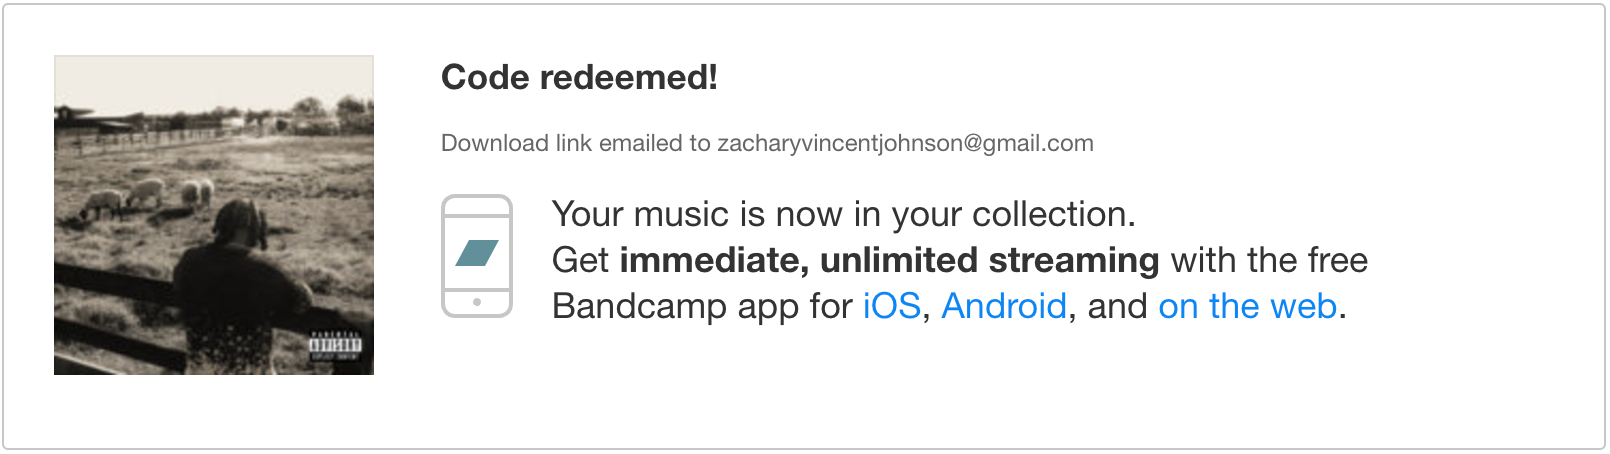 Code redeemed!
Download link emailed to zacharyvincentjohnson@gmail.com
Your music is now in your collection.
Get immediate, unlimited streaming with the free
Bandcamp app for iOS, Android, and on the web.
PARENTAL
ADVISORY
EXPLICIT CONTENT